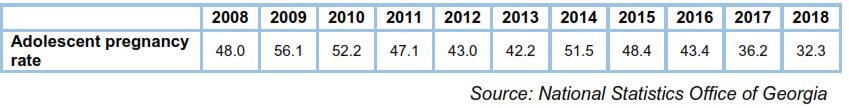 2008 2009 2010 2011 2012 2013 2014 2015 2016 2017 2018
Adolescent pregnancy
rate 48.0 56.1 52.2 47.1 43.0 42.2 51.5 48.4 43.4 36.2 32.3
Source: National Statistics Office of Georgia